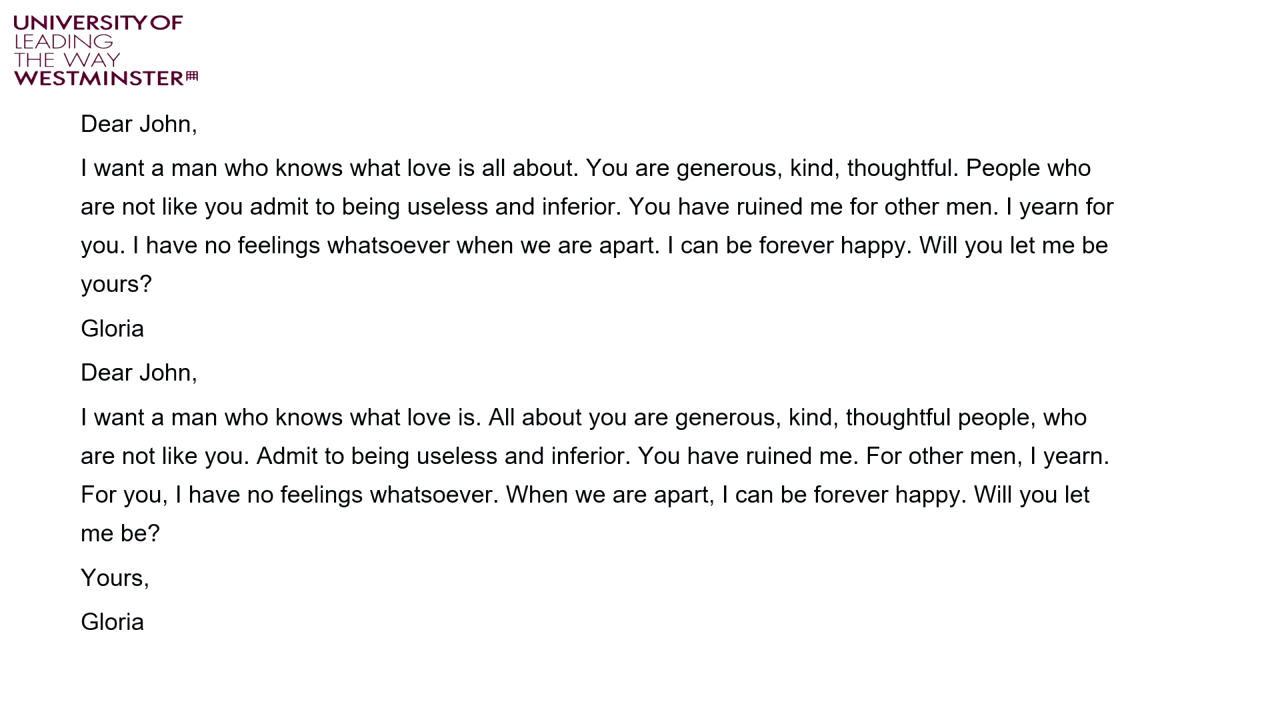 UNIVERSITY OF
LEADING
THE WAY
WESTMINSTER
Dear John,
I want a man who knows what love is all about. You are generous, kind, thoughtful. People who
are not like you admit to being useless and inferior. You have ruined me for other men. I yearn for
you. I have no feelings whatsoever when we are apart. I can be forever happy. Will you let me be
yours?
Gloria
Dear John,
I want a man who knows what love is. All about you are generous, kind, thoughtful people, who
are not like you. Admit to being useless and inferior. You have ruined me. For other men, I yearn.
For you, I have no feelings whatsoever. When we are apart, I can be forever happy. Will you let
me be?
Yours,
Gloria